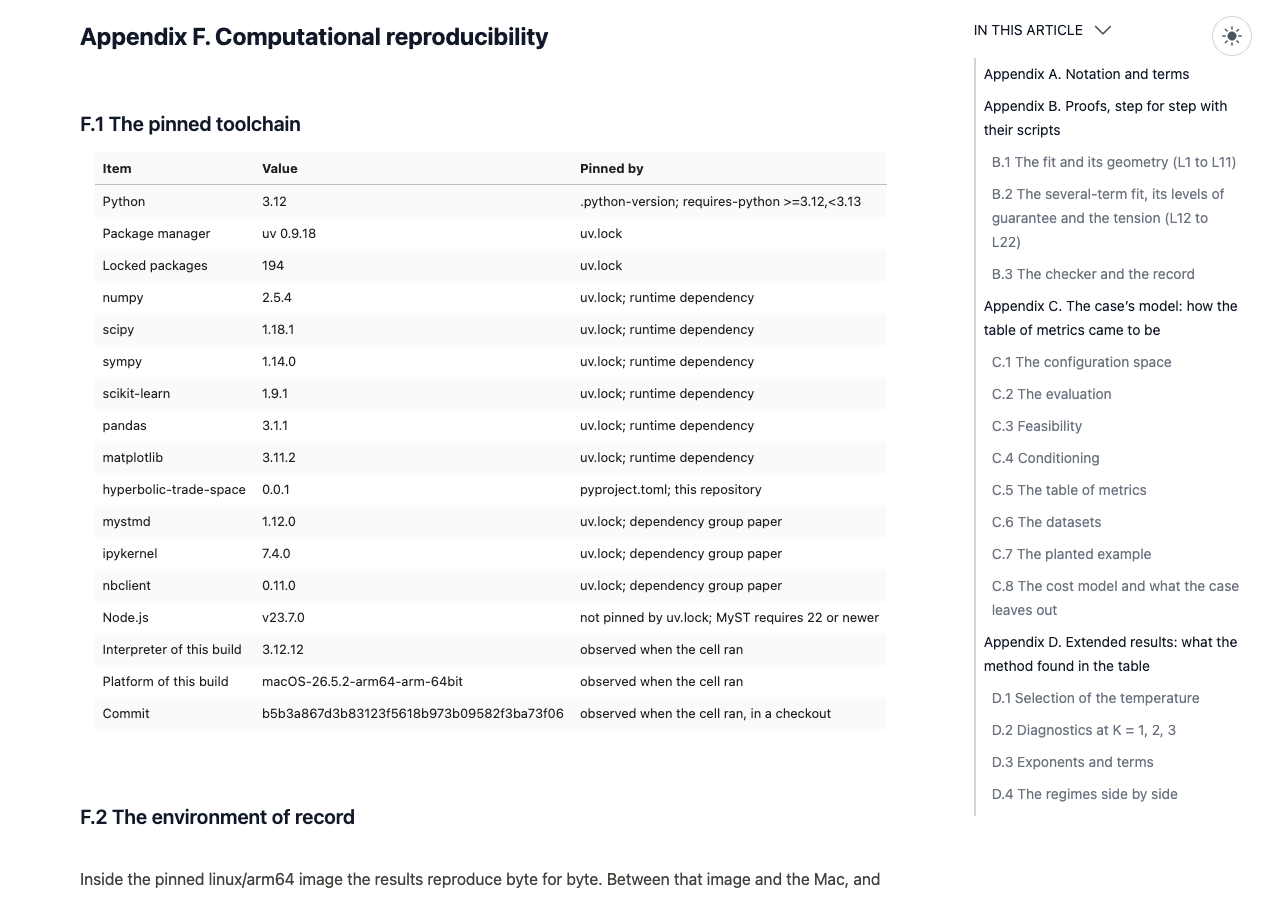 Appendix F. Computational reproducibility
F.1 The pinned toolchain
Item Value Pinned by
Python 3.12 .python-version; requires-python >=3.12,<3.13
Package manager uv 0.9.18 uv.lock
Locked packages 194 uv.lock
numpy 2.5.4 uv.lock; runtime dependency
scipy 1.18.1 uv.lock; runtime dependency
sympy 1.14.0 uv.lock; runtime dependency
scikit-learn 1.9.1 uv.lock; runtime dependency
pandas 3.1.1 uv.lock; runtime dependency
matplotlib 3.11.2 uv.lock; runtime dependency
hyperbolic-trade-space 0.0.1 pyproject.toml; this repository
mystmd 1.12.0 uv.lock; dependency group paper
ipykernel 7.4.0 uv.lock; dependency group paper
nbclient 0.11.0 uv.lock; dependency group paper
Node.js v23.7.0 not pinned by uv.lock; MyST requires 22 or newer
Interpreter of this build 3.12.12 observed when the cell ran
Platform of this build macOS-26.5.2-arm64-arm-64bit observed when the cell ran
Commit b5b3a867d3b83123f5618b973b09582f3ba73f06 observed when the cell ran, in a checkout
F.2 The environment of record
Inside the pinned linux/arm64 image the results reproduce byte for byte. Between that image and the Mac, and
IN THIS ARTICLE
Appendix A. Notation and terms
Appendix B. Proofs, step for step with
their scripts
B.1 The fit and its geometry (L1 to L11)
B.2 The several-term fit, its levels of
guarantee and the tension (L12 to
L22)
B.3 The checker and the record
Appendix C. The case’s model: how the
table of metrics came to be
C.1 The configuration space
C.2 The evaluation
C.3 Feasibility
C.4 Conditioning
C.5 The table of metrics
C.6 The datasets
C.7 The planted example
C.8 The cost model and what the case
leaves out
Appendix D. Extended results: what the
method found in the table
D.1 Selection of the temperature
D.2 Diagnostics at K = 1, 2, 3
D.3 Exponents and terms
D.4 The regimes side by side